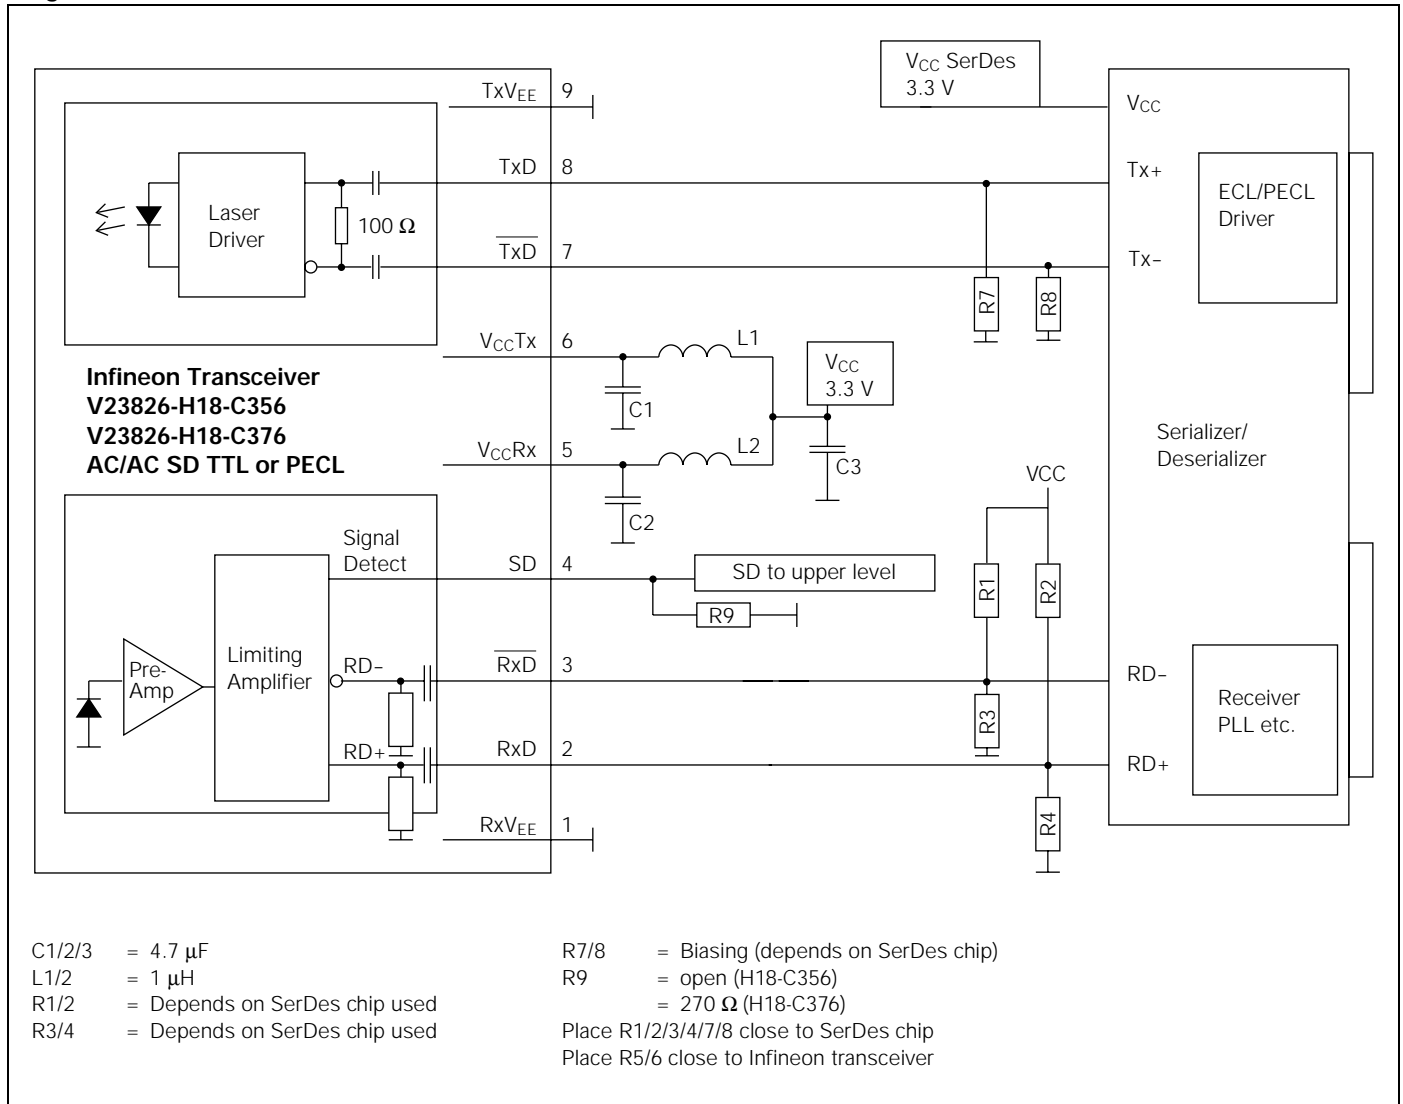 V_CC SerDes
3.3 V
TxV_EE 9
V_CC
TxD 8
Tx+
ECL/PECL
Driver
Laser
Driver
100 Ω
TxD 7
Tx-
R7
R8
V_CCTx 6
L1
V_CC
3.3 V
C1
Infineon Transceiver
V23826-H18-C356
V23826-H18-C376
AC/AC SD TTL or PECL
Serializer/
Deserializer
V_CCRx 5
L2
C3
VCC
C2
Signal
Detect
SD 4
SD to upper level
R1
R2
R9
Pre-
Amp
Limiting
Amplifier
RD-
RxD 3
RD-
Receiver
PLL etc.
R3
RD+
RxD 2
RD+
RxV_EE 1
R4
C1/2/3 = 4.7 µF
L1/2 = 1 µH
R1/2 = Depends on SerDes chip used
R3/4 = Depends on SerDes chip used
R7/8 = Biasing (depends on SerDes chip)
R9 = open (H18-C356)
= 270 Ω (H18-C376)
Place R1/2/3/4/7/8 close to SerDes chip
Place R5/6 close to Infineon transceiver